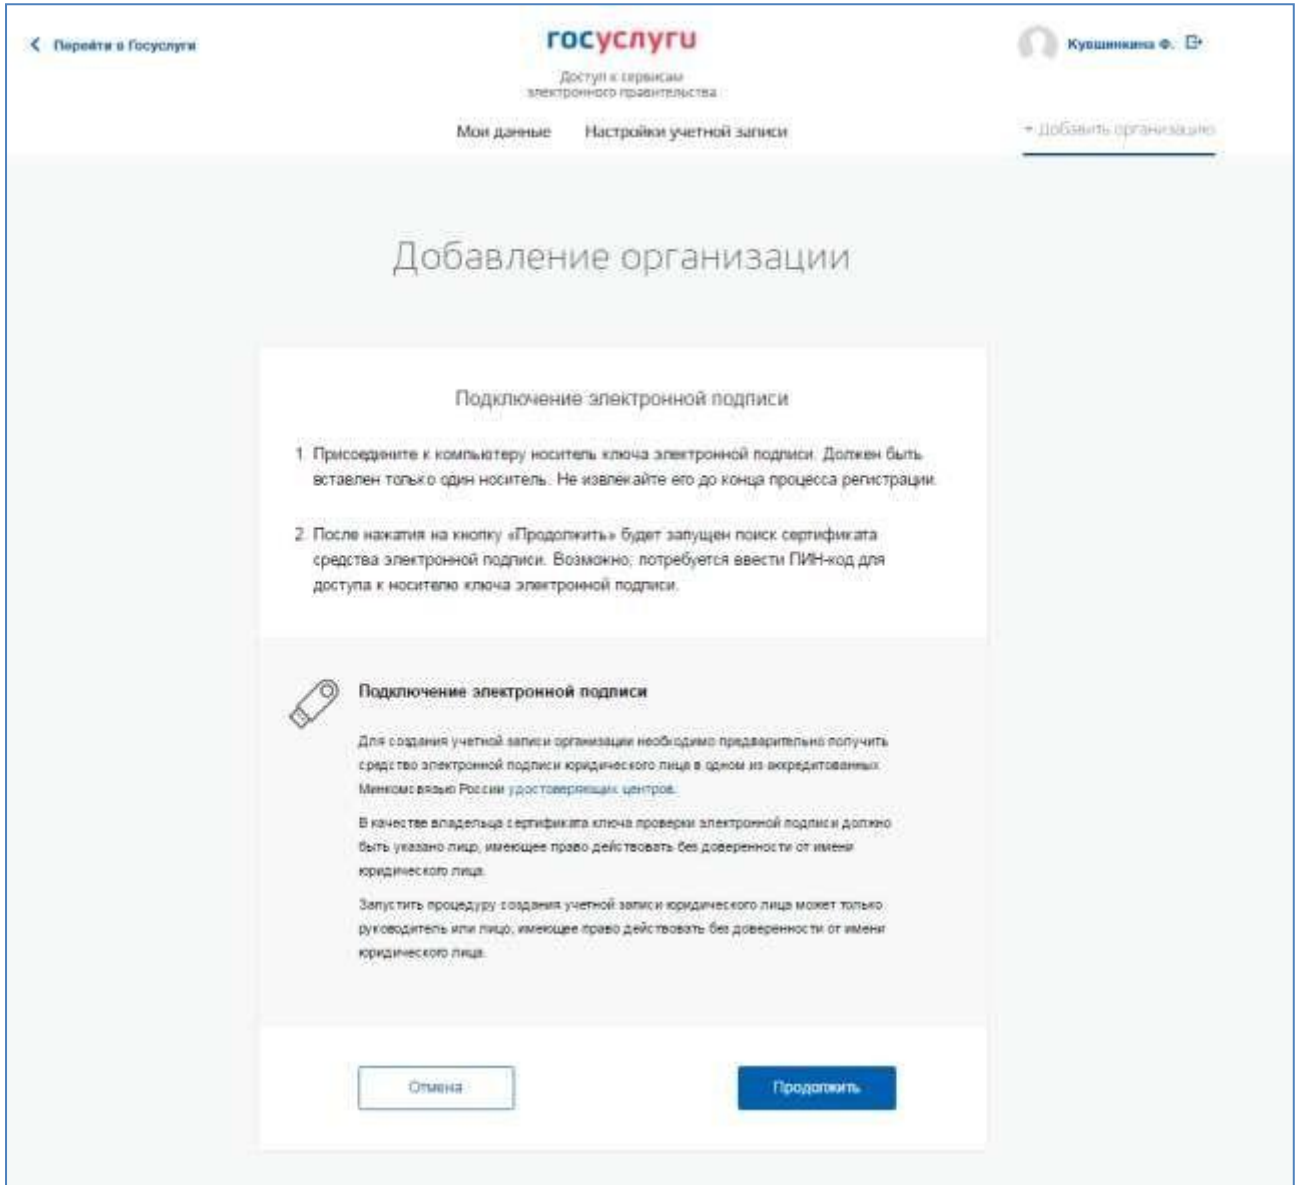 Перейти в Госуслуги
госуслуги
Кувшинкина Ф.
Доступ к сервисам
электронного правительства
Мои данные Настройки учетной записи
+ Добавить организацию
Добавление организации
Подключение электронной подписи
1. Присоедините к компьютеру носитель ключа электронной подписи. Должен быть
вставлен только один носитель. Не извлекайте его до конца процесса регистрации.
2. После нажатия на кнопку «Продолжить» будет запущен поиск сертификата
средства электронной подписи. Возможно, потребуется ввести ПИН-код для
доступа к носителю ключа электронной подписи.
Подключение электронной подписи
Для создания учетной записи организации необходимо предварительно получить
средство электронной подписи юридического лица в одном из аккредитованных
Минкомсвязью России удостоверяющих центров.
В качестве владельца сертификата ключа проверки электронной подписи должно
быть указано лицо, имеющее право действовать без доверенности от имени
юридического лица.
Запустить процедуру создания учетной записи юридического лица может только
руководитель или лицо, имеющее право действовать без доверенности от имени
юридического лица.
Отмена
Продолжить